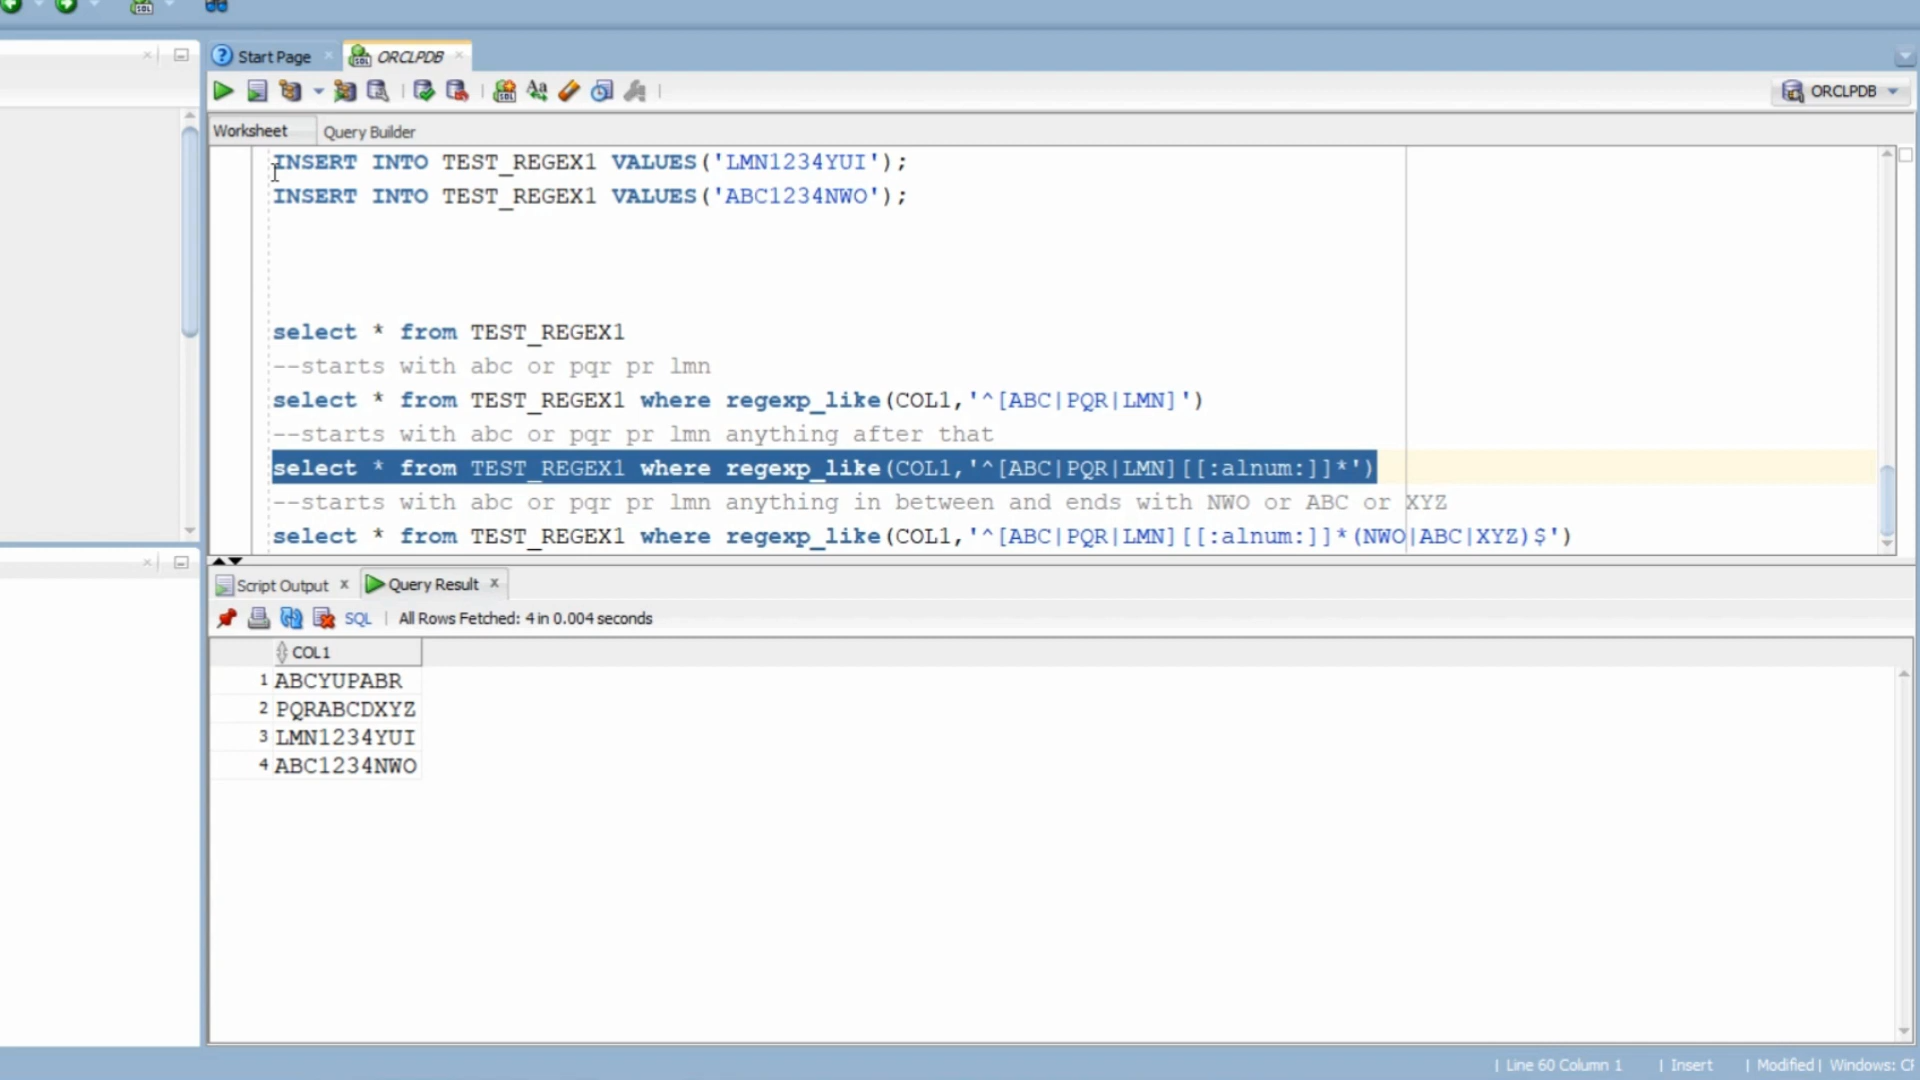 Start Page
ORCLPDB
ORCLPDB
Worksheet
Query Builder
INSERT INTO TEST_REGEX1 VALUES('LMN1234YUI');
INSERT INTO TEST_REGEX1 VALUES('ABC1234NWO');
select * from TEST_REGEX1
--starts with abc or pqr pr lmn
select * from TEST_REGEX1 where regexp_like(COL1,'^[ABC|PQR|LMN]')
--starts with abc or pqr pr lmn anything after that
select * from TEST_REGEX1 where regexp_like(COL1,'^[ABC|PQR|LMN][[:alnum:]]*')
--starts with abc or pqr pr lmn anything in between and ends with NWO or ABC or XYZ
select * from TEST_REGEX1 where regexp_like(COL1,'^[ABC|PQR|LMN][[:alnum:]]*(NWO|ABC|XYZ)$')
Script Output
Query Result
SQL | All Rows Fetched: 4 in 0.004 seconds
COL1
1 ABCYUPABR
2 PQRABCDXYZ
3 LMN1234YUI
4 ABC1234NWO
| Line 60 Column 1 | Insert | Modified | Windows: